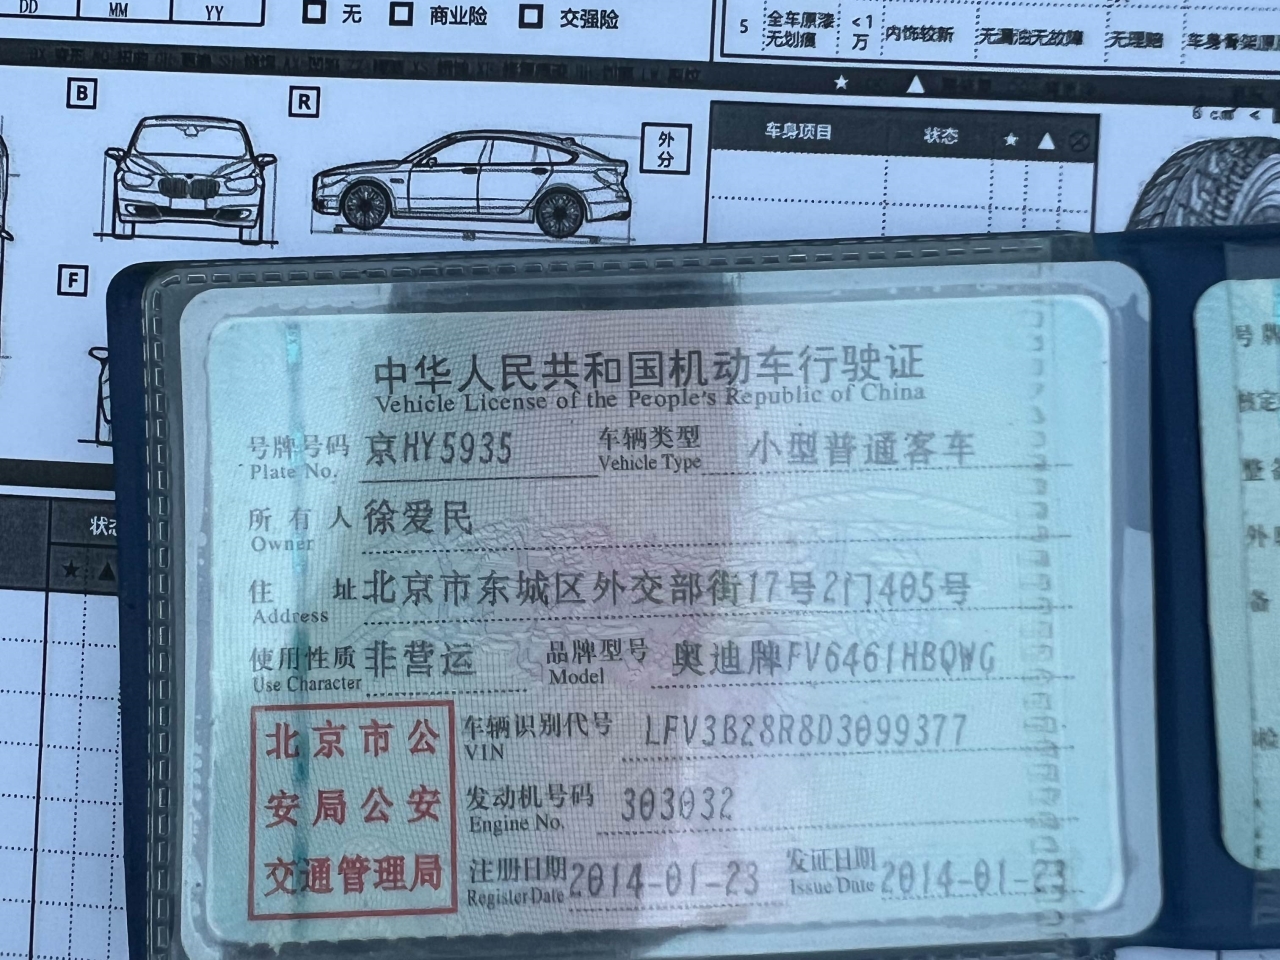 DD MM YY
无 商业险 交强险
5 全车原漆 <1 内饰较新 无漏油无故障 无理赔
无划痕 万
B R 外
分
车身项目 状态
F
状态
中华人民共和国机动车行驶证
Vehicle License of the People's Republic of China
号牌号码 京HY5935 车辆类型 小型普通客车
Plate No. Vehicle Type
所有人 徐爱民
Owner
住址 北京市东城区外交部街17号2门405号
Address
使用性质 非营运 品牌型号 奥迪牌FV6461HBQWG
Use Character Model
车辆识别代号 LFV3B28R8D3099377
VIN
发动机号码 303032
Engine No.
注册日期 2014-01-23 发证日期 2014-01-23
Register Date Issue Date
北京市公
安局公安
交通管理局